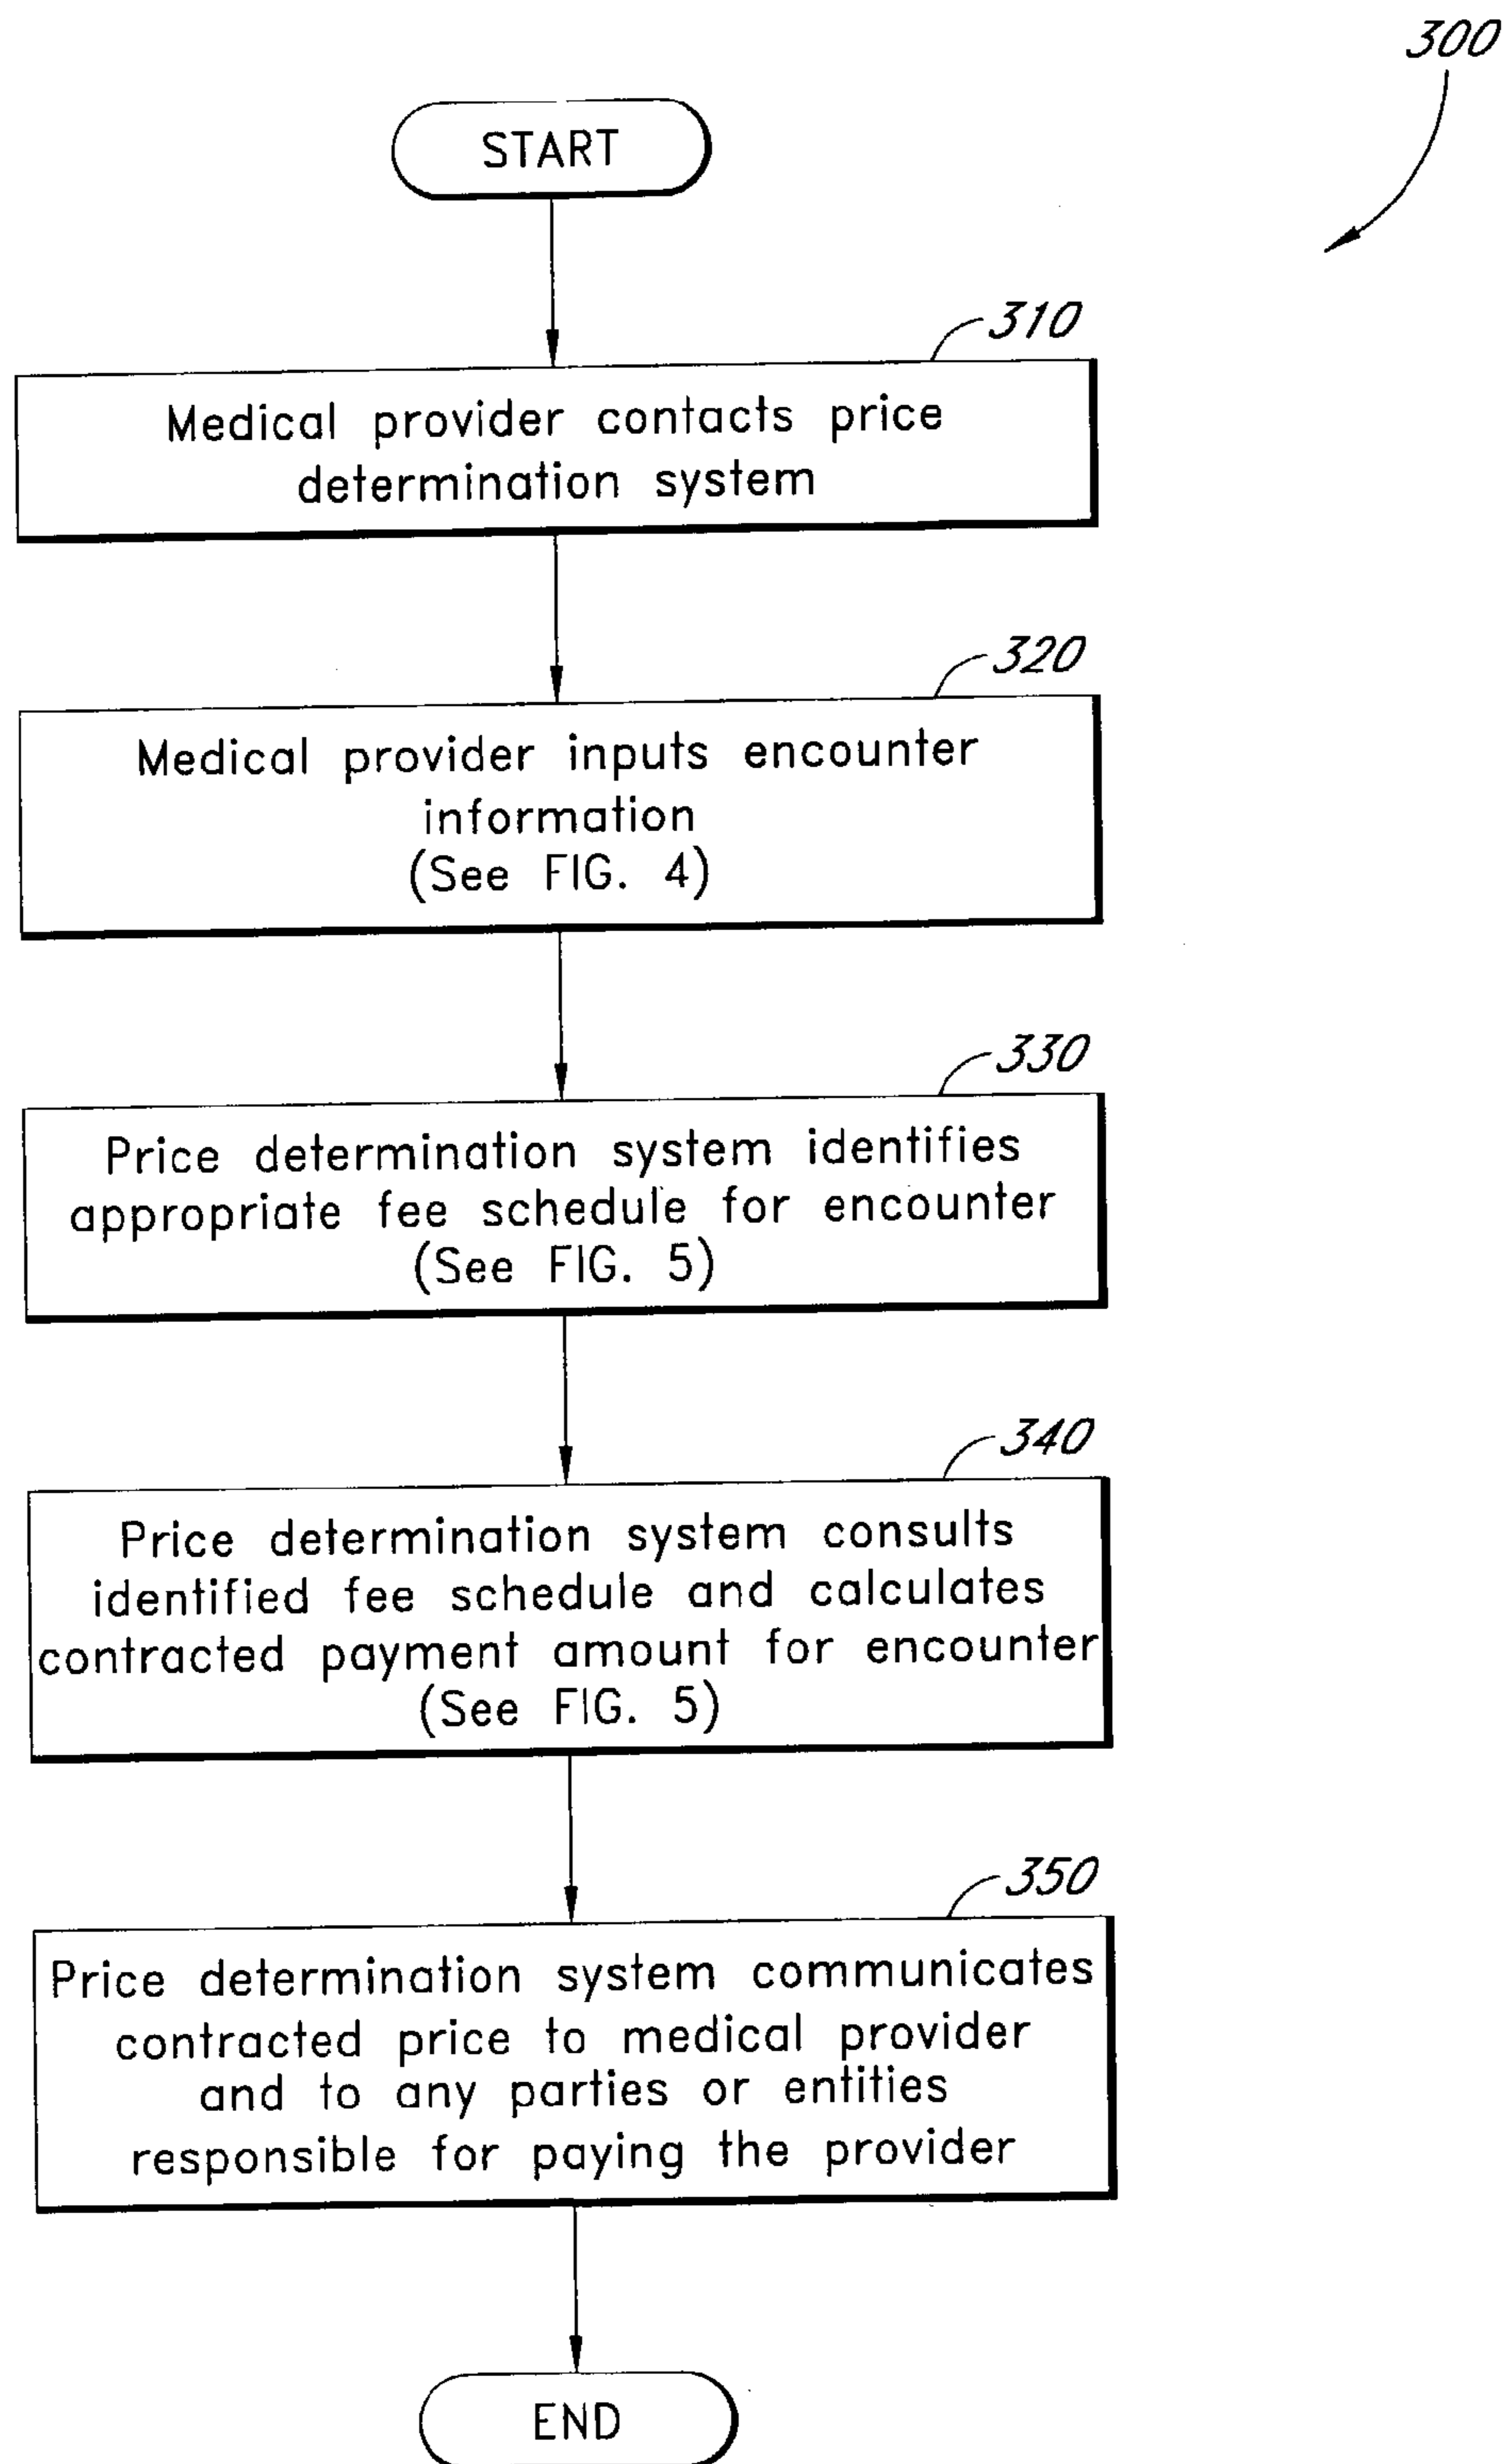 300
START
310
Medical provider contacts price
determination system
320
Medical provider inputs encounter
information
(See FIG. 4)
330
Price determination system identifies
appropriate fee schedule for encounter
(See FIG. 5)
340
Price determination system consults
identified fee schedule and calculates
contracted payment amount for encounter
(See FIG. 5)
350
Price determination system communicates
contracted price to medical provider
and to any parties or entities
responsible for paying the provider
END